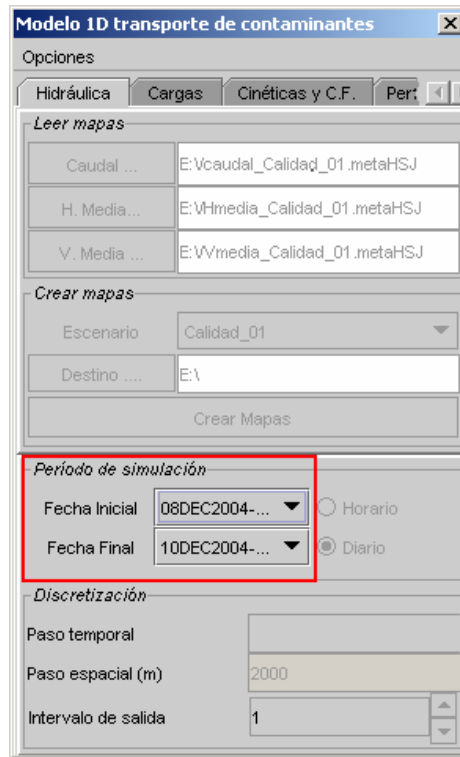 Modelo 1D transporte de contaminantes
Opciones
Hidráulica Cargas Cinéticas y C.F.
Leer mapas
Caudal ... E:\/caudal_Calidad_01.metaHSJ
H. Media... E:\/Hmedia_Calidad_01.metaHSJ
V. Media ... E:\/Vmedia_Calidad_01.metaHSJ
Crear mapas
Escenario Calidad_01
Destino .... E:\
Crear Mapas
Período de simulación
Fecha Inicial 08DEC2004-... Horario
Fecha Final 10DEC2004-... Diario
Discretización
Paso temporal
Paso espacial (m) 2000
Intervalo de salida 1